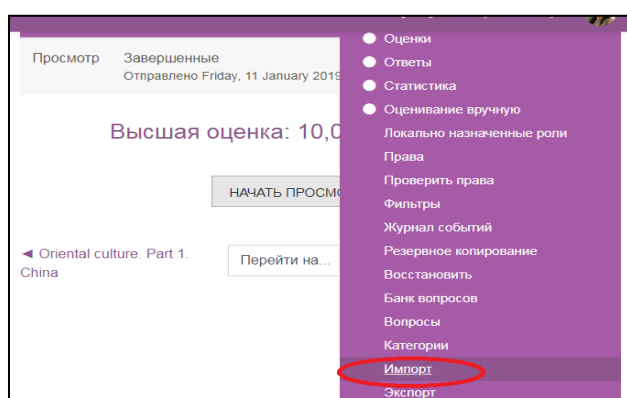 Просмотр
Завершенные
Отправлено Friday, 11 January 2019
Высшая оценка: 10,0
НАЧАТЬ ПРОСМО
◄ Oriental culture. Part 1.
China
Перейти на...
Оценки
Ответы
Статистика
Оценивание вручную
Локально назначенные роли
Права
Проверить права
Фильтры
Журнал событий
Резервное копирование
Восстановить
Банк вопросов
Вопросы
Категории
Импорт
Экспорт